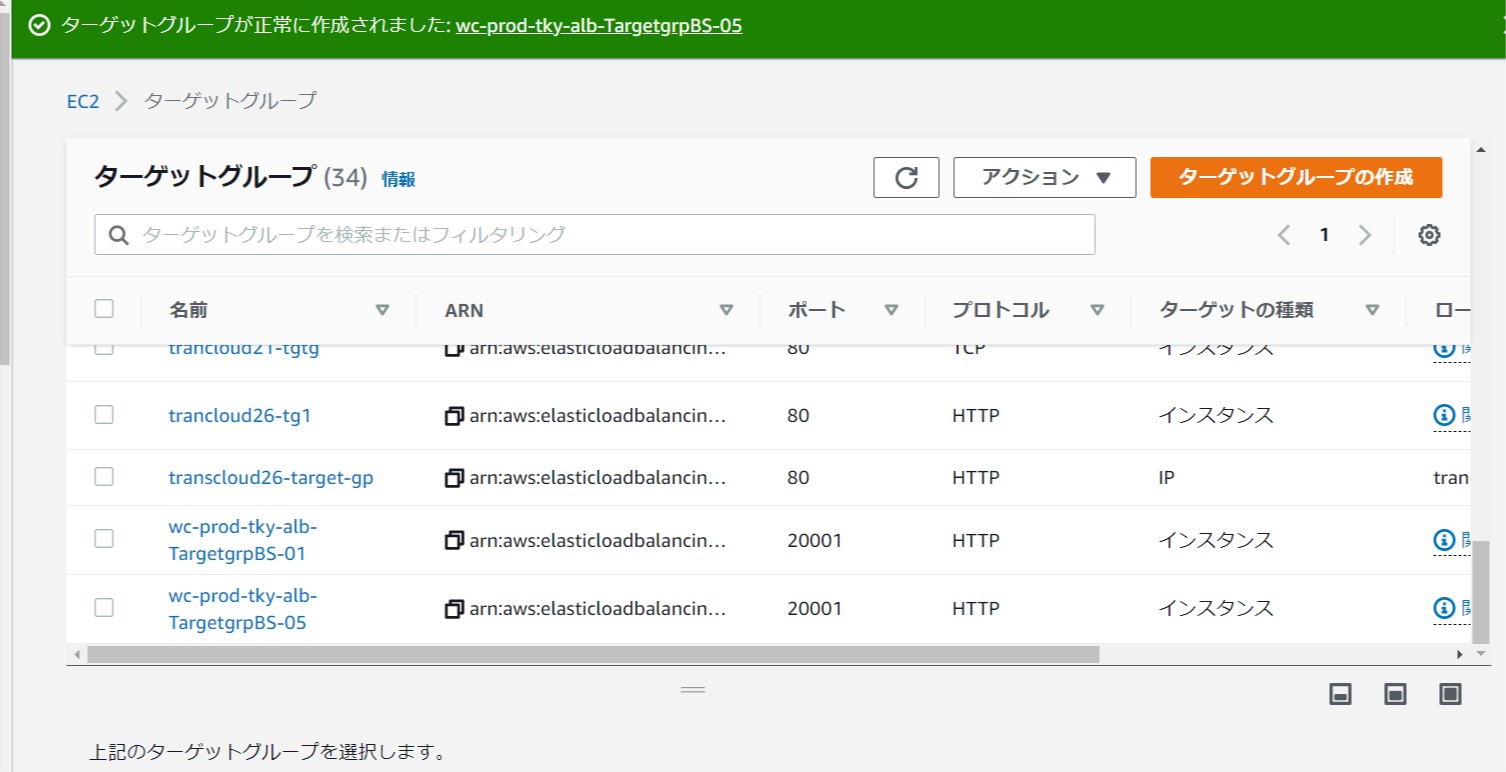 ターゲットグループが正常に作成されました: wc-prod-tky-alb-TargetgrpBS-05
EC2 ターゲットグループ
ターゲットグループ (34) 情報 アクション ターゲットグループの作成
ターゲットグループを検索またはフィルタリング 1
名前 ARN ポート プロトコル ターゲットの種類 ロー
trancloud21-tgtg arn:aws:elasticloadbalancin... 80 TCP インスタンス
trancloud26-tg1 arn:aws:elasticloadbalancin... 80 HTTP インスタンス
transcloud26-target-gp arn:aws:elasticloadbalancin... 80 HTTP IP tran
wc-prod-tky-alb-
TargetgrpBS-01 arn:aws:elasticloadbalancin... 20001 HTTP インスタンス
wc-prod-tky-alb-
TargetgrpBS-05 arn:aws:elasticloadbalancin... 20001 HTTP インスタンス
上記のターゲットグループを選択します。